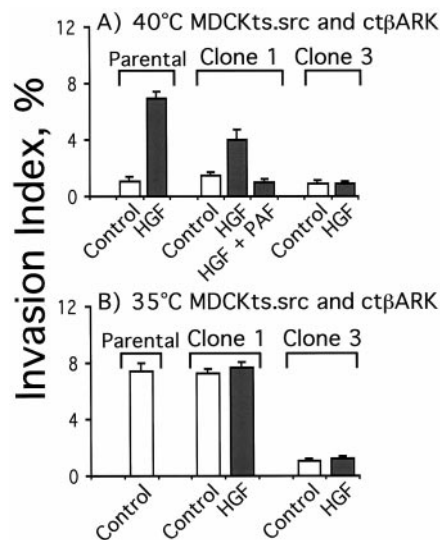 Invasion Index, %
A) 40°C MDCKts.src and ctβARK
12
8
4
0
Parental
Clone 1
Clone 3
Control
HGF
Control
HGF
HGF + PAF
Control
HGF
B) 35°C MDCKts.src and ctβARK
12
8
4
0
Parental
Clone 1
Clone 3
Control
Control
HGF
Control
HGF